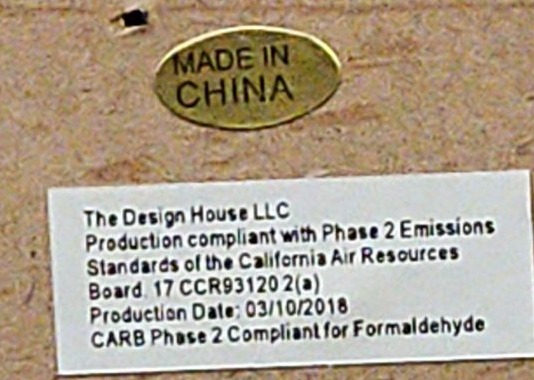 MADE IN
CHINA
The Design House LLC
Production compliant with Phase 2 Emissions
Standards of the California Air Resources
Board. 17 CCR93120 2(a)
Production Date: 03/10/2018
CARB Phase 2 Compliant for Formaldehyde